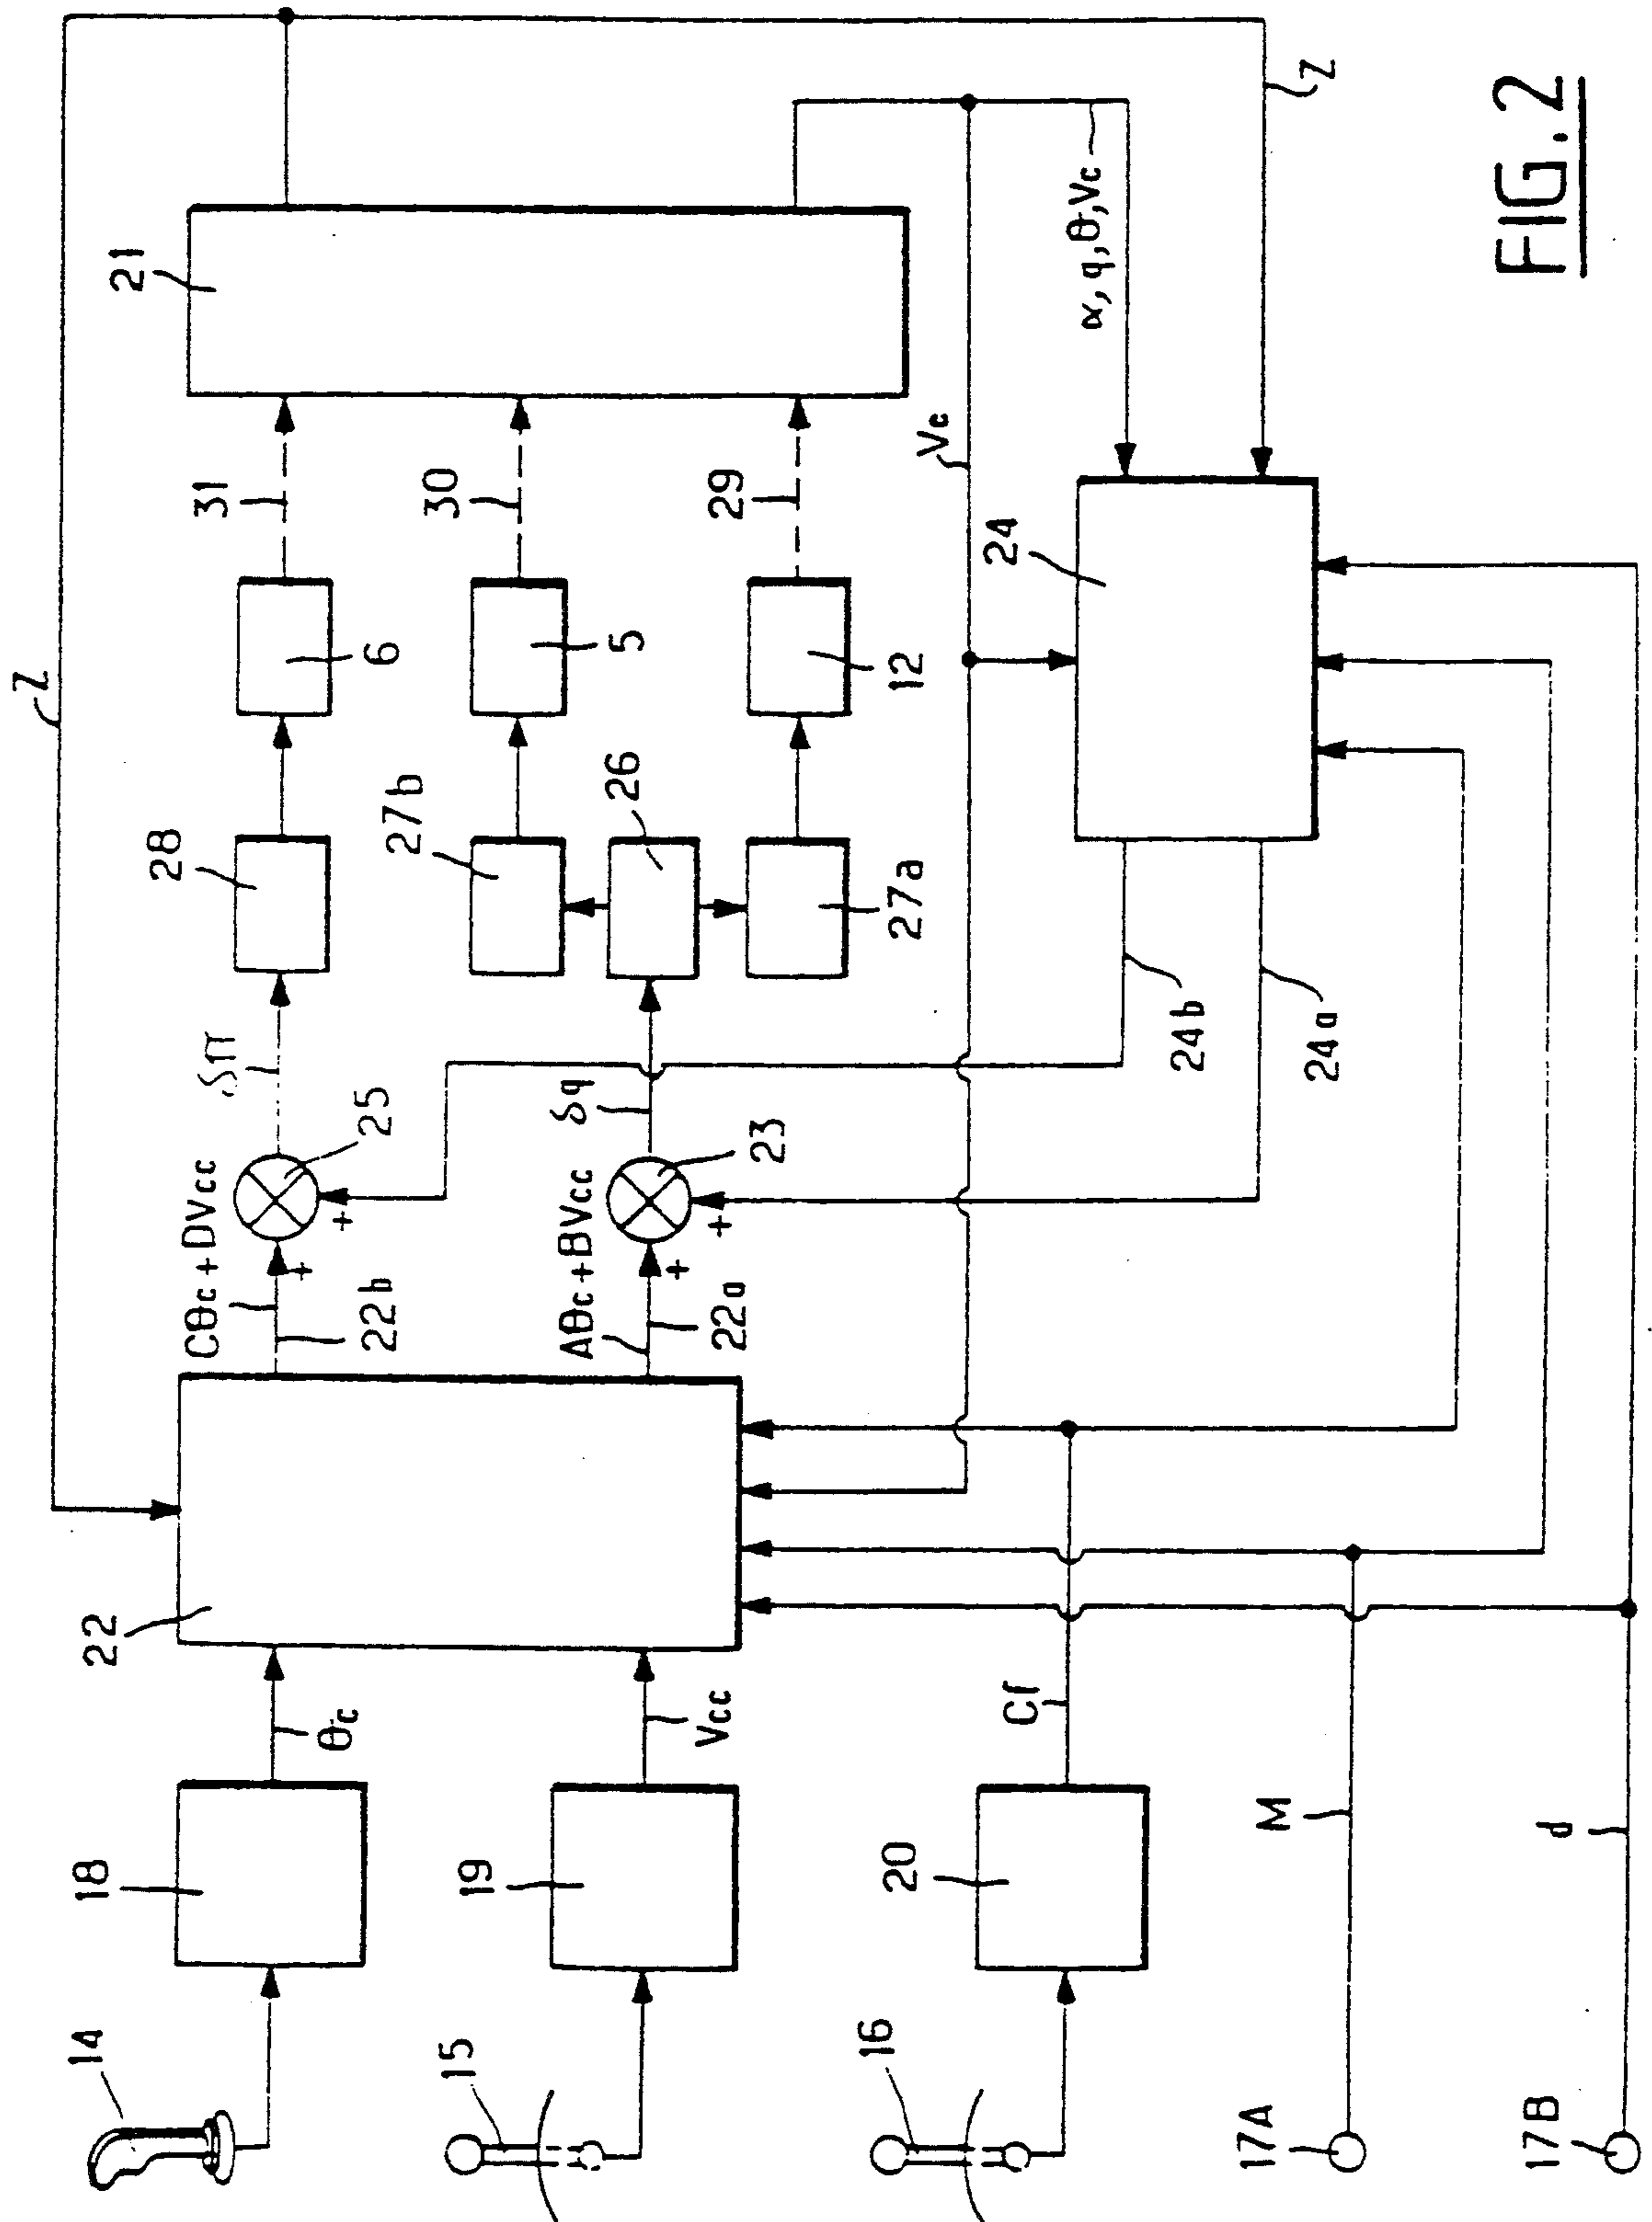 14
18
θc
22
Z
CθC+DVcc
22b
+
+
25
δπ
28
6
31
21
15
19
Vcc
AθC+BVcc
22a
+
+
23
δq
27b
26
27a
5
30
12
29
Vc
α, q, θ, Vc
Z
16
20
Cf
24
24b
24a
17A
M
17B
d
FIG. 2